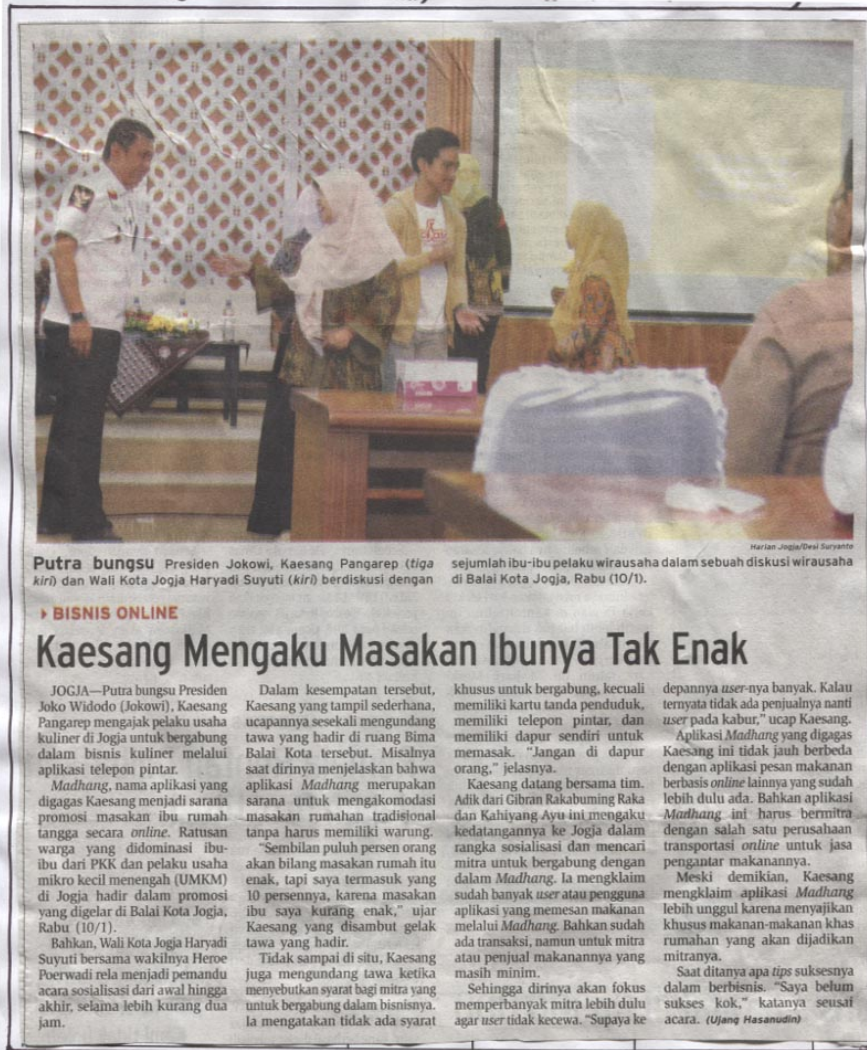 Harian Jogja/Desi Suryanto
Putra bungsu Presiden Jokowi, Kaesang Pangarep (tiga
kiri) dan Wali Kota Jogja Haryadi Suyuti (kiri) berdiskusi dengan
sejumlah ibu-ibu pelaku wirausaha dalam sebuah diskusi wirausaha
di Balai Kota Jogja, Rabu (10/1).
BISNIS ONLINE
Kaesang Mengaku Masakan Ibunya Tak Enak
JOGJA—Putra bungsu Presiden
Joko Widodo (Jokowi), Kaesang
Pangarep mengajak pelaku usaha
kuliner di Jogja untuk bergabung
dalam bisnis kuliner melalui
aplikasi telepon pintar.
Madhang, nama aplikasi yang
digagas Kaesang menjadi sarana
promosi masakan ibu rumah
tangga secara online. Ratusan
warga yang didominasi ibu-
ibu dari PKK dan pelaku usaha
mikro kecil menengah (UMKM)
di Jogja hadir dalam promosi
yang digelar di Balai Kota Jogja,
Rabu (10/1).
Bahkan, Wali Kota Jogja Haryadi
Suyuti bersama wakilnya Heroe
Poerwadi rela menjadi pemandu
acara sosialisasi dari awal hingga
akhir, selama lebih kurang dua
jam.
Dalam kesempatan tersebut,
Kaesang yang tampil sederhana,
ucapannya sesekali mengundang
tawa yang hadir di ruang Bima
Balai Kota tersebut. Misalnya
saat dirinya menjelaskan bahwa
aplikasi Madhang merupakan
sarana untuk mengakomodasi
masakan rumahan tradisional
tanpa harus memiliki warung.
"Sembilan puluh persen orang
akan bilang masakan rumah itu
enak, tapi saya termasuk yang
10 persennya, karena masakan
ibu saya kurang enak," ujar
Kaesang yang disambut gelak
tawa yang hadir.
Tidak sampai di situ, Kaesang
juga mengundang tawa ketika
menyebutkan syarat bagi mitra yang
untuk bergabung dalam bisnisnya.
Ia mengatakan tidak ada syarat
khusus untuk bergabung, kecuali
memiliki kartu tanda penduduk,
memiliki telepon pintar, dan
memiliki dapur sendiri untuk
memasak. "Jangan di dapur
orang," jelasnya.
Kaesang datang bersama tim.
Adik dari Gibran Rakabuming Raka
dan Kahiyang Ayu ini mengaku
kedatangannya ke Jogja dalam
rangka sosialisasi dan mencari
mitra untuk bergabung dengan
dalam Madhang. Ia mengklaim
sudah banyak user atau pengguna
aplikasi yang memesan makanan
melalui Madhang. Bahkan sudah
ada transaksi, namun untuk mitra
atau penjual makanannya yang
masih minim.
Sehingga dirinya akan fokus
memperbanyak mitra lebih dulu
agar user tidak kecewa. "Supaya ke
depannya user-nya banyak. Kalau
ternyata tidak ada penjualnya nanti
user pada kabur," ucap Kaesang.
Aplikasi Madhang yang digagas
Kaesang ini tidak jauh berbeda
dengan aplikasi pesan makanan
berbasis online lainnya yang sudah
lebih dulu ada. Bahkan aplikasi
Madhang ini harus bermitra
dengan salah satu perusahaan
transportasi online untuk jasa
pengantar makanannya.
Meski demikian, Kaesang
mengklaim aplikasi Madhang
lebih unggul karena menyajikan
khusus makanan-makanan khas
rumahan yang akan dijadikan
mitranya.
Saat ditanya apa tips suksesnya
dalam berbisnis. "Saya belum
sukses kok," katanya seusai
acara. (Ujang Hasanudin)